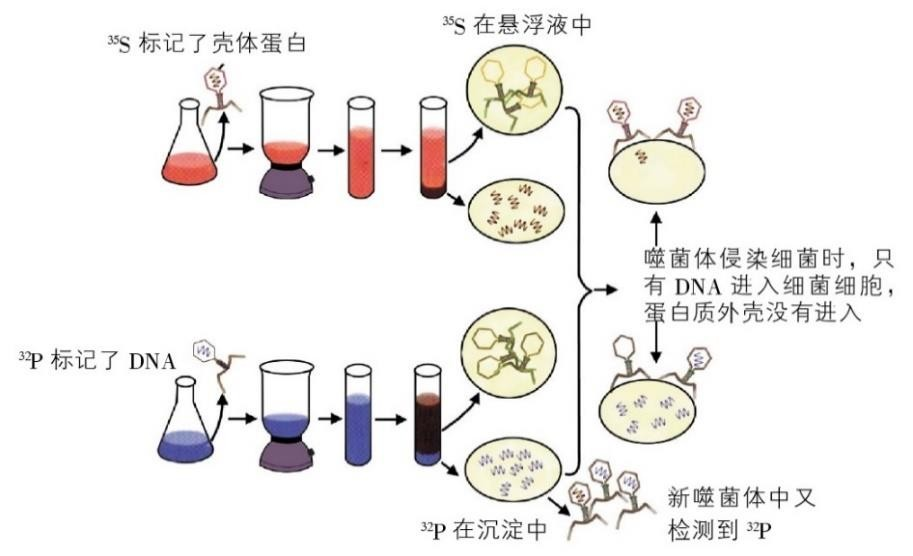 ³⁵S 标记了壳体蛋白
³⁵S 在悬浮液中
噬菌体侵染细菌时，只
有 DNA 进入细菌细胞，
蛋白质外壳没有进入
³²P 标记了 DNA
³²P 在沉淀中
新噬菌体中又
检测到 ³²P